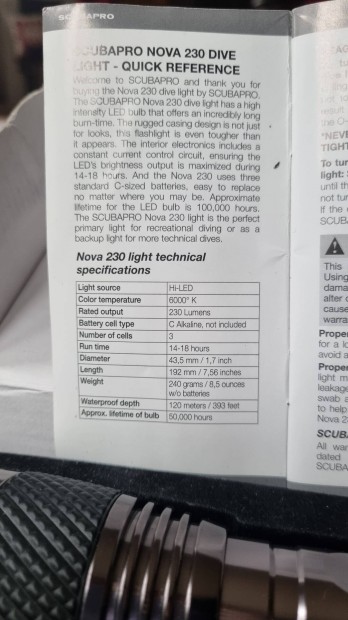 SCUBAPRO
SCUBAPRO NOVA 230 DIVE
LIGHT - QUICK REFERENCE
Welcome to SCUBAPRO and thank you for
buying the Nova 230 dive light by SCUBAPRO.
The SCUBAPRO Nova 230 dive light has a high
intensity LED bulb that offers an incredibly long
burn-time. The rugged casing design is not just
for looks, this flashlight is even tougher than
it appears. The interior electronics includes a
constant current control circuit, ensuring the
LED's brightness output is maximized during
14-18 hours. And the Nova 230 uses three
standard C-sized batteries, easy to replace
no matter where you may be. Approximate
lifetime for the LED bulb is 100,000 hours.
The SCUBAPRO Nova 230 light is the perfect
primary light for recreational diving or as a
backup light for more technical dives.
Nova 230 light technical
specifications
Light source Hi-LED
Color temperature 6000° K
Rated output 230 Lumens
Battery cell type C Alkaline, not included
Number of cells 3
Run time 14-18 hours
Diameter 43,5 mm / 1,7 inch
Length 192 mm / 7,56 inches
Weight 240 grams / 8,5 ounces
w/o batteries
Waterproof depth 120 meters / 393 feet
Approx. lifetime of bulb 50,000 hours
"NEVE
TIGHT
To tur
light:
until th
not tur
If the
SCUB
This
Using
dama
alter
cause
warra
Prope
for a lo
avoid a
Prope
light m
leakage
swab a
to help
Nova 2
SCUB
All war
dated
SCUBA